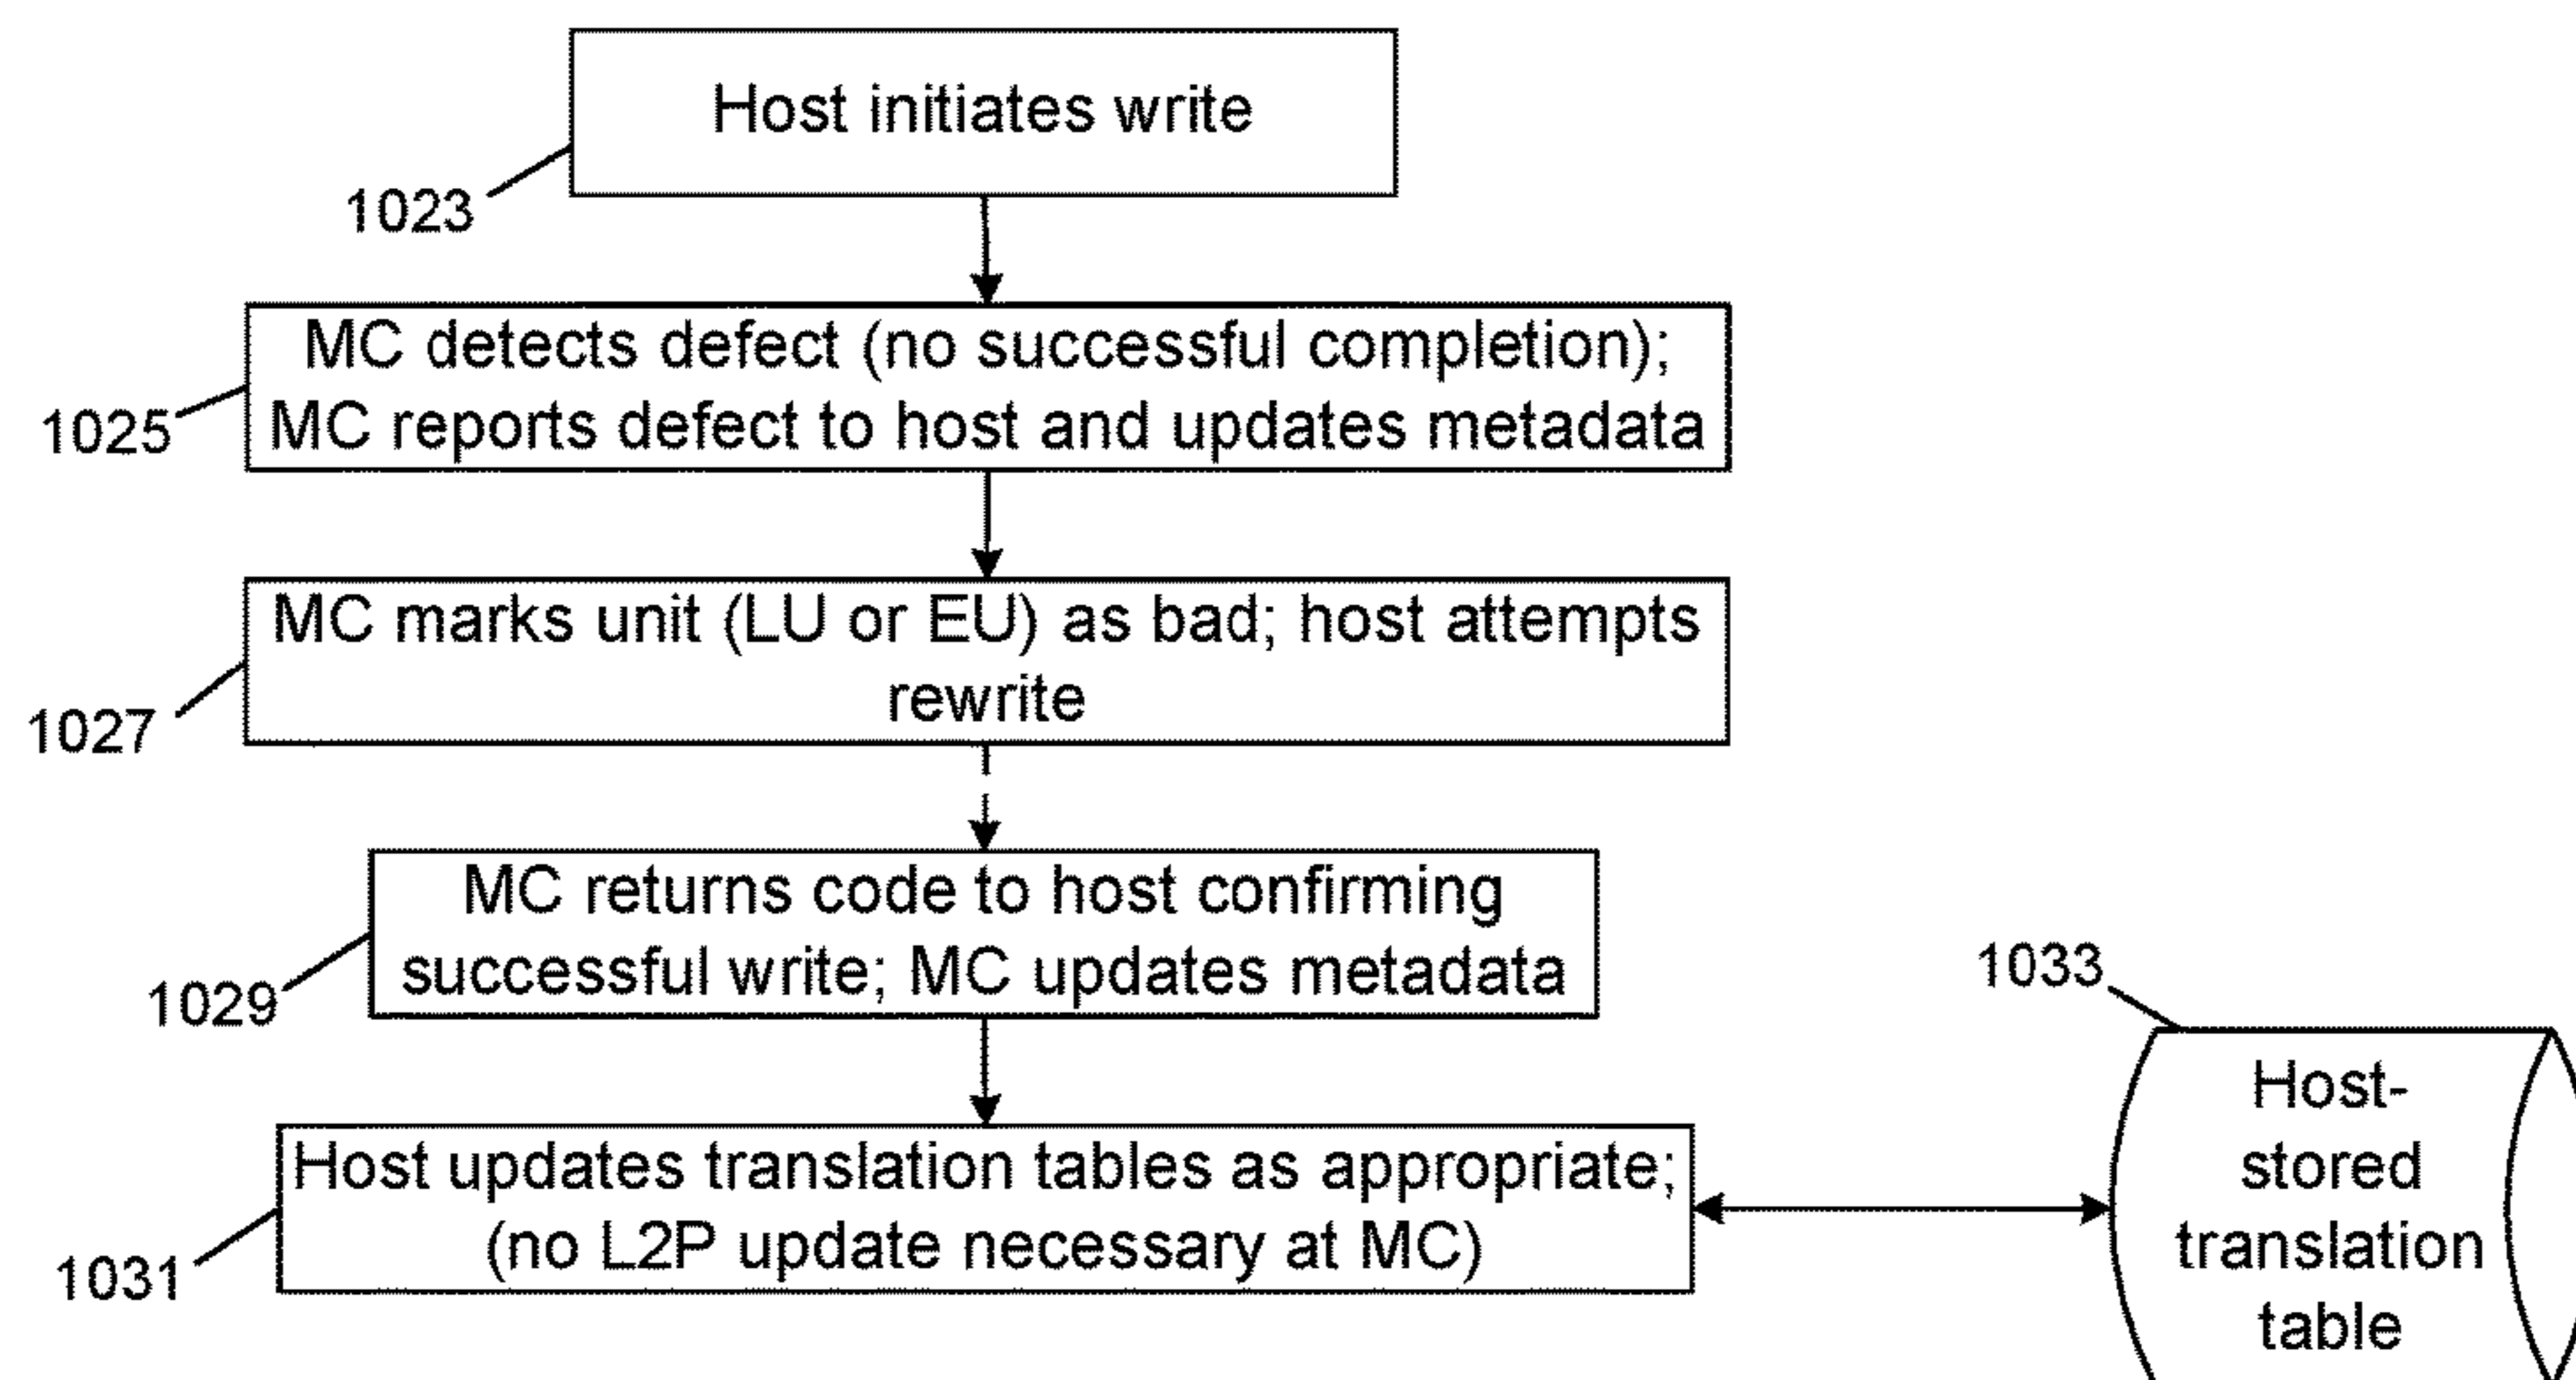 Host initiates write
1023
MC detects defect (no successful completion);
MC reports defect to host and updates metadata
1025
MC marks unit (LU or EU) as bad; host attempts
rewrite
1027
MC returns code to host confirming
successful write; MC updates metadata
1029
1033
Host updates translation tables as appropriate;
(no L2P update necessary at MC)
1031
Host-
stored
translation
table